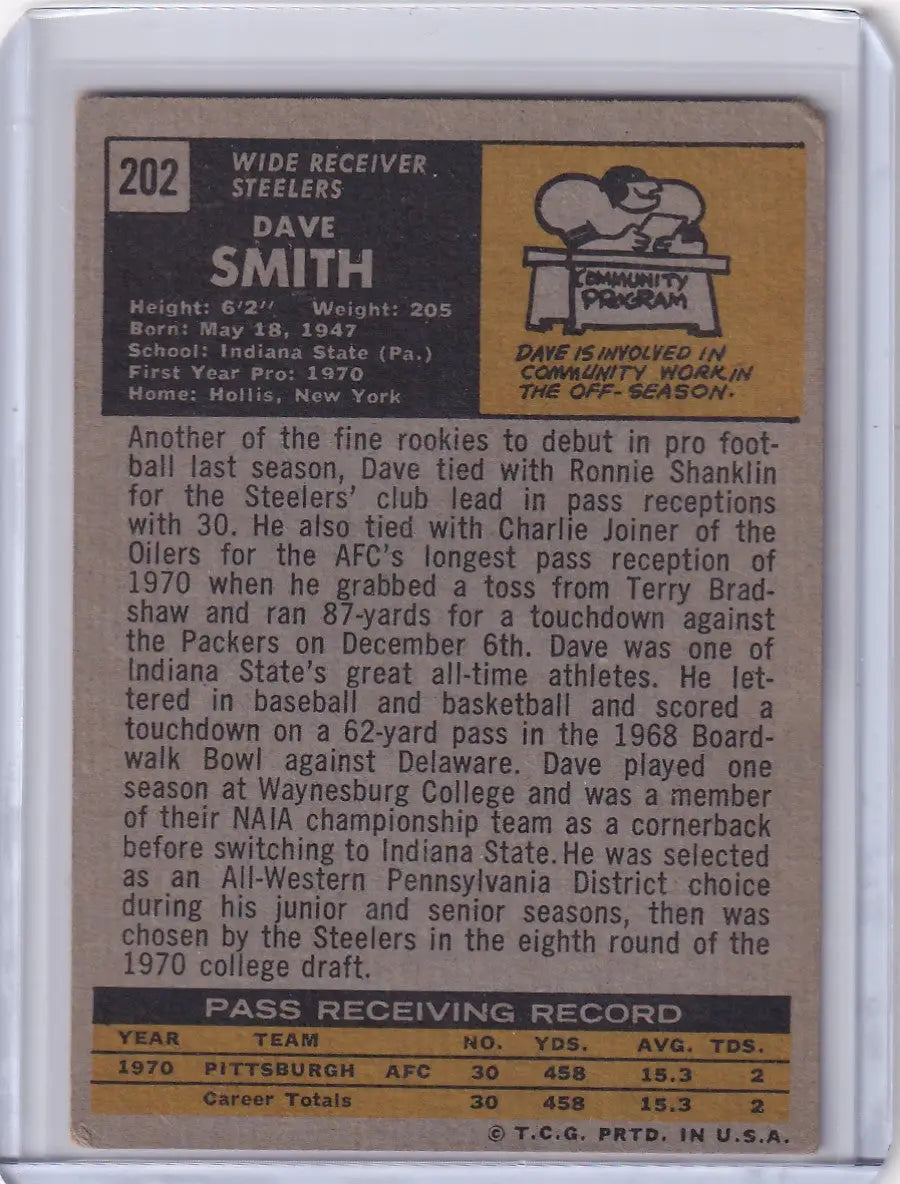 202
WIDE RECEIVER
STEELERS
DAVE
SMITH
Height: 6'2" Weight: 205
Born: May 18, 1947
School: Indiana State (Pa.)
First Year Pro: 1970
Home: Hollis, New York
COMMUNITY
PROGRAM
DAVE IS INVOLVED IN
COMMUNITY WORK IN
THE OFF-SEASON.
Another of the fine rookies to debut in pro foot-
ball last season, Dave tied with Ronnie Shanklin
for the Steelers' club lead in pass receptions
with 30. He also tied with Charlie Joiner of the
Oilers for the AFC's longest pass reception of
1970 when he grabbed a toss from Terry Brad-
shaw and ran 87-yards for a touchdown against
the Packers on December 6th. Dave was one of
Indiana State's great all-time athletes. He let-
tered in baseball and basketball and scored a
touchdown on a 62-yard pass in the 1968 Board-
walk Bowl against Delaware. Dave played one
season at Waynesburg College and was a member
of their NAIA championship team as a cornerback
before switching to Indiana State. He was selected
as an All-Western Pennsylvania District choice
during his junior and senior seasons, then was
chosen by the Steelers in the eighth round of the
1970 college draft.
PASS RECEIVING RECORD
YEAR TEAM NO. YDS. AVG. TDS.
1970 PITTSBURGH AFC 30 458 15.3 2
Career Totals 30 458 15.3 2
© T.C.G. PRTD. IN U.S.A.